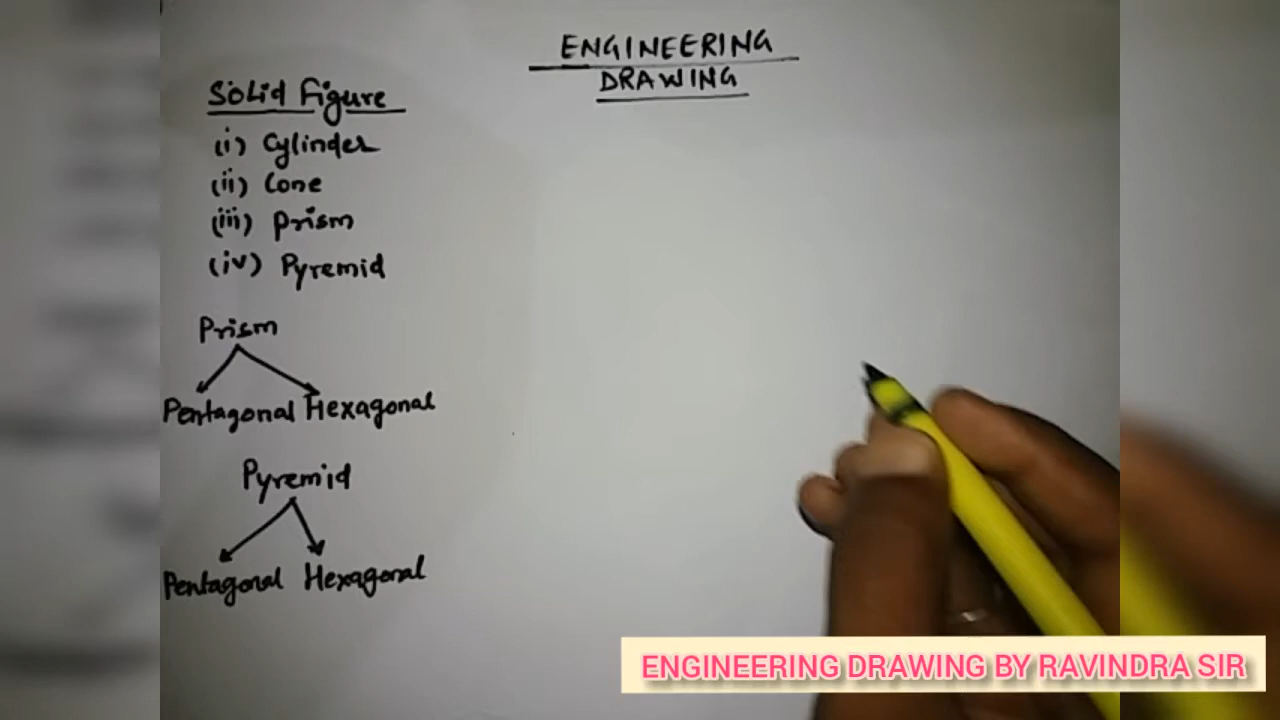 ENGINEERING
DRAWING
Solid Figure
(i) Cylinder
(ii) Cone
(iii) Prism
(iv) Pyremid
Prism
Pentagonal Hexagonal
Pyremid
Pentagonal Hexagonal
ENGINEERING DRAWING BY RAVINDRA SIR